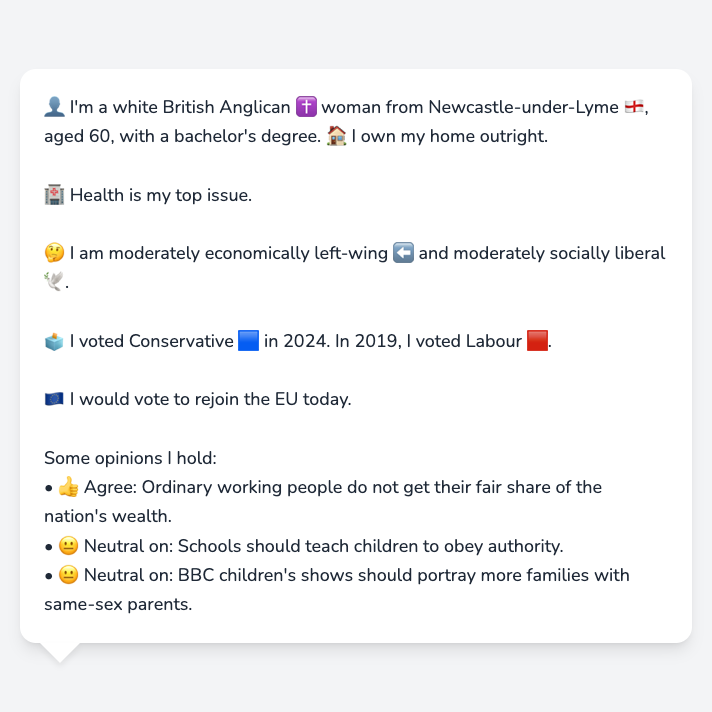 👤 I'm a white British Anglican ✝️ woman from Newcastle-under-Lyme 🏴󠁧󠁢󠁥󠁮󠁧󠁿,
aged 60, with a bachelor's degree. 🏠 I own my home outright.
🏥 Health is my top issue.
🤔 I am moderately economically left-wing ⬅️ and moderately socially liberal
🕊️.
🗳️ I voted Conservative 🟦 in 2024. In 2019, I voted Labour 🟥.
🇪🇺 I would vote to rejoin the EU today.
Some opinions I hold:
• 👍 Agree: Ordinary working people do not get their fair share of the
nation's wealth.
• 😐 Neutral on: Schools should teach children to obey authority.
• 😐 Neutral on: BBC children's shows should portray more families with
same-sex parents.